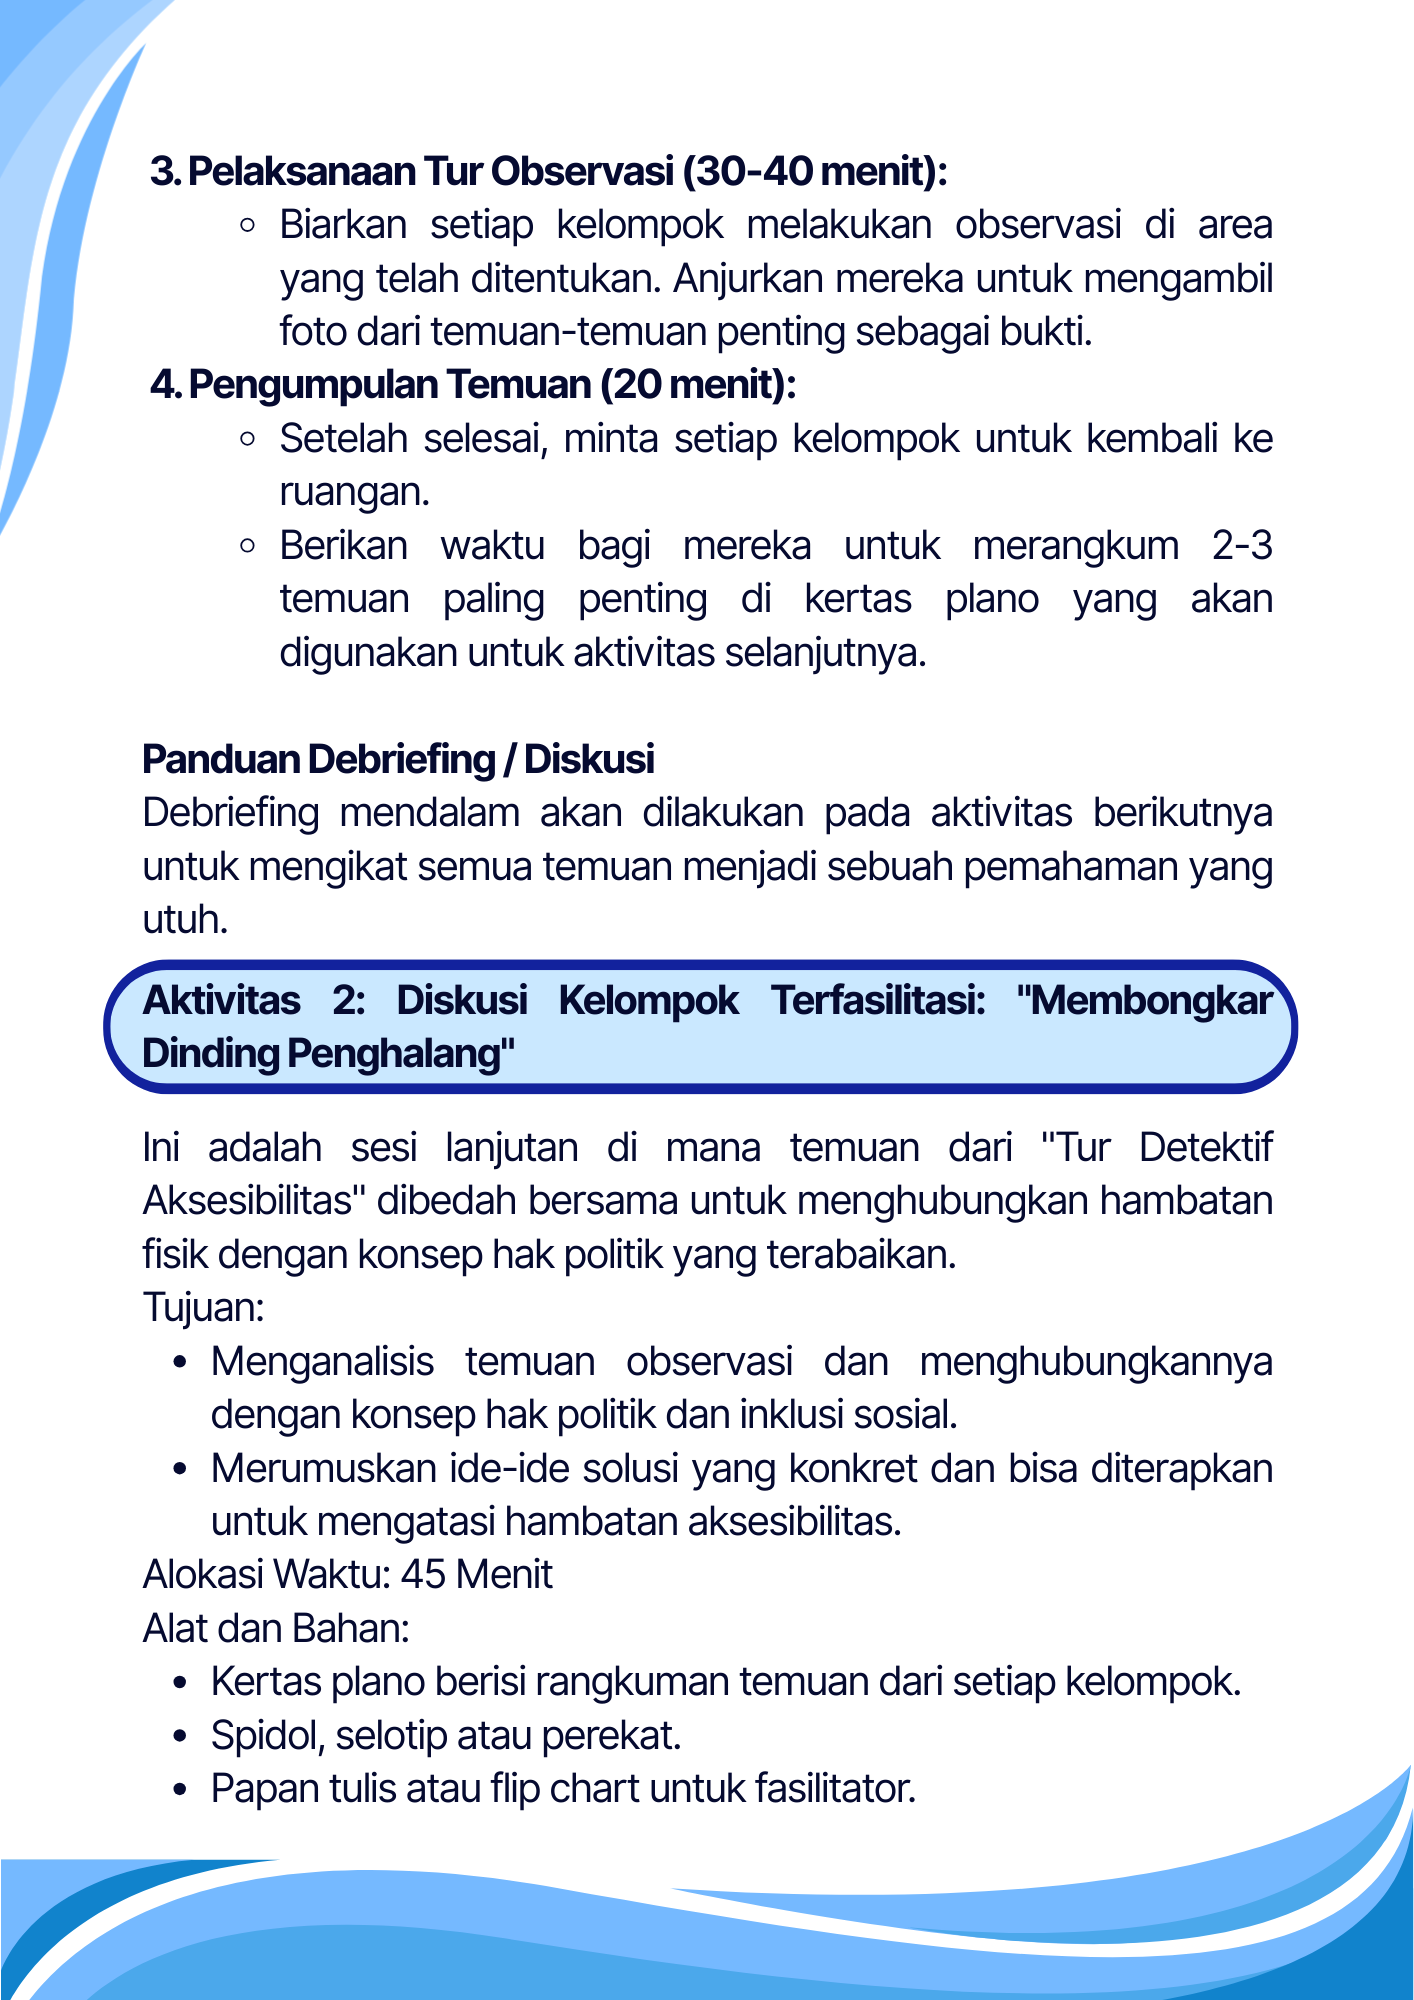 3. Pelaksanaan Tur Observasi (30-40 menit):
Biarkan setiap kelompok melakukan observasi di area
yang telah ditentukan. Anjurkan mereka untuk mengambil
foto dari temuan-temuan penting sebagai bukti.
4. Pengumpulan Temuan (20 menit):
Setelah selesai, minta setiap kelompok untuk kembali ke
ruangan.
Berikan waktu bagi mereka untuk merangkum 2-3
temuan paling penting di kertas plano yang akan
digunakan untuk aktivitas selanjutnya.
Panduan Debriefing / Diskusi
Debriefing mendalam akan dilakukan pada aktivitas berikutnya
untuk mengikat semua temuan menjadi sebuah pemahaman yang
utuh.
Aktivitas 2: Diskusi Kelompok Terfasilitasi: "Membongkar
Dinding Penghalang"
Ini adalah sesi lanjutan di mana temuan dari "Tur Detektif
Aksesibilitas" dibedah bersama untuk menghubungkan hambatan
fisik dengan konsep hak politik yang terabaikan.
Tujuan:
• Menganalisis temuan observasi dan menghubungkannya
dengan konsep hak politik dan inklusi sosial.
• Merumuskan ide-ide solusi yang konkret dan bisa diterapkan
untuk mengatasi hambatan aksesibilitas.
Alokasi Waktu: 45 Menit
Alat dan Bahan:
• Kertas plano berisi rangkuman temuan dari setiap kelompok.
• Spidol, selotip atau perekat.
• Papan tulis atau flip chart untuk fasilitator.